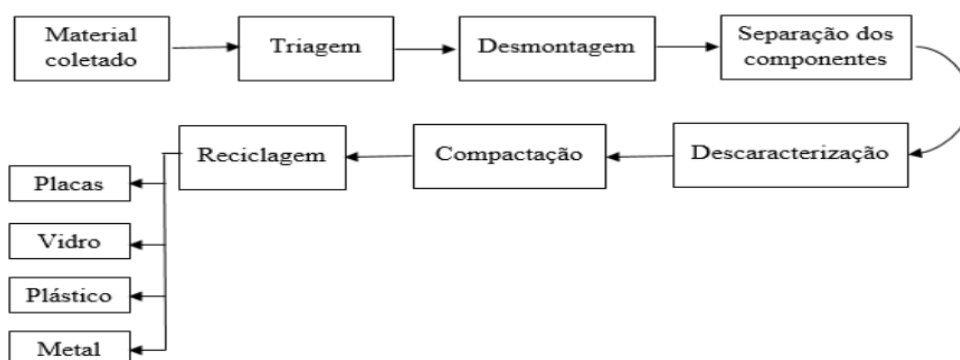 Material
coletado
Triagem
Desmontagem
Separação dos
componentes
Descaracterização
Compactação
Reciclagem
Placas
Vidro
Plástico
Metal